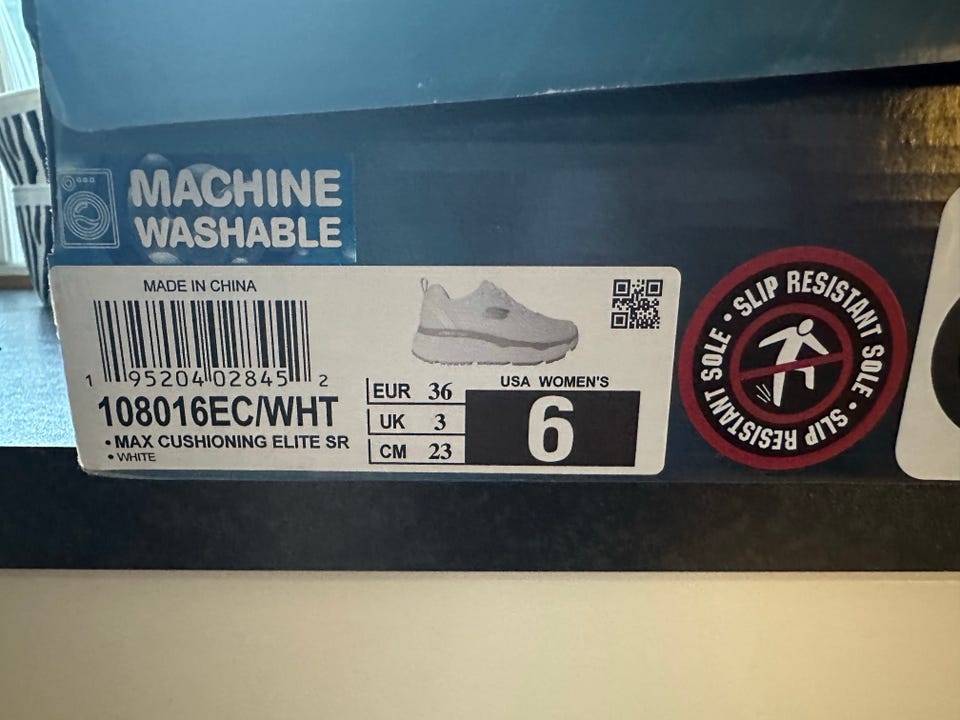 MACHINE
WASHABLE
MADE IN CHINA
1 95204 02845 2
108016EC/WHT
• MAX CUSHIONING ELITE SR
• WHITE
EUR 36
UK 3
CM 23
USA WOMEN'S
6
SLIP RESISTANT SOLE • SLIP RESISTANT SOLE •